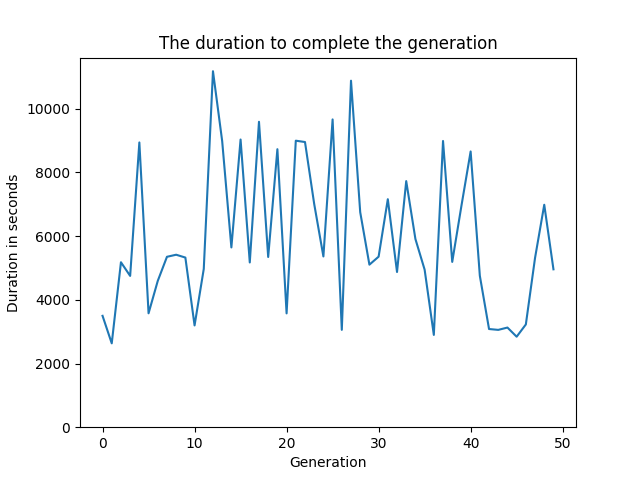 The duration to complete the generation
10000
8000
6000
4000
2000
0
Duration in seconds
0 10 20 30 40 50
Generation